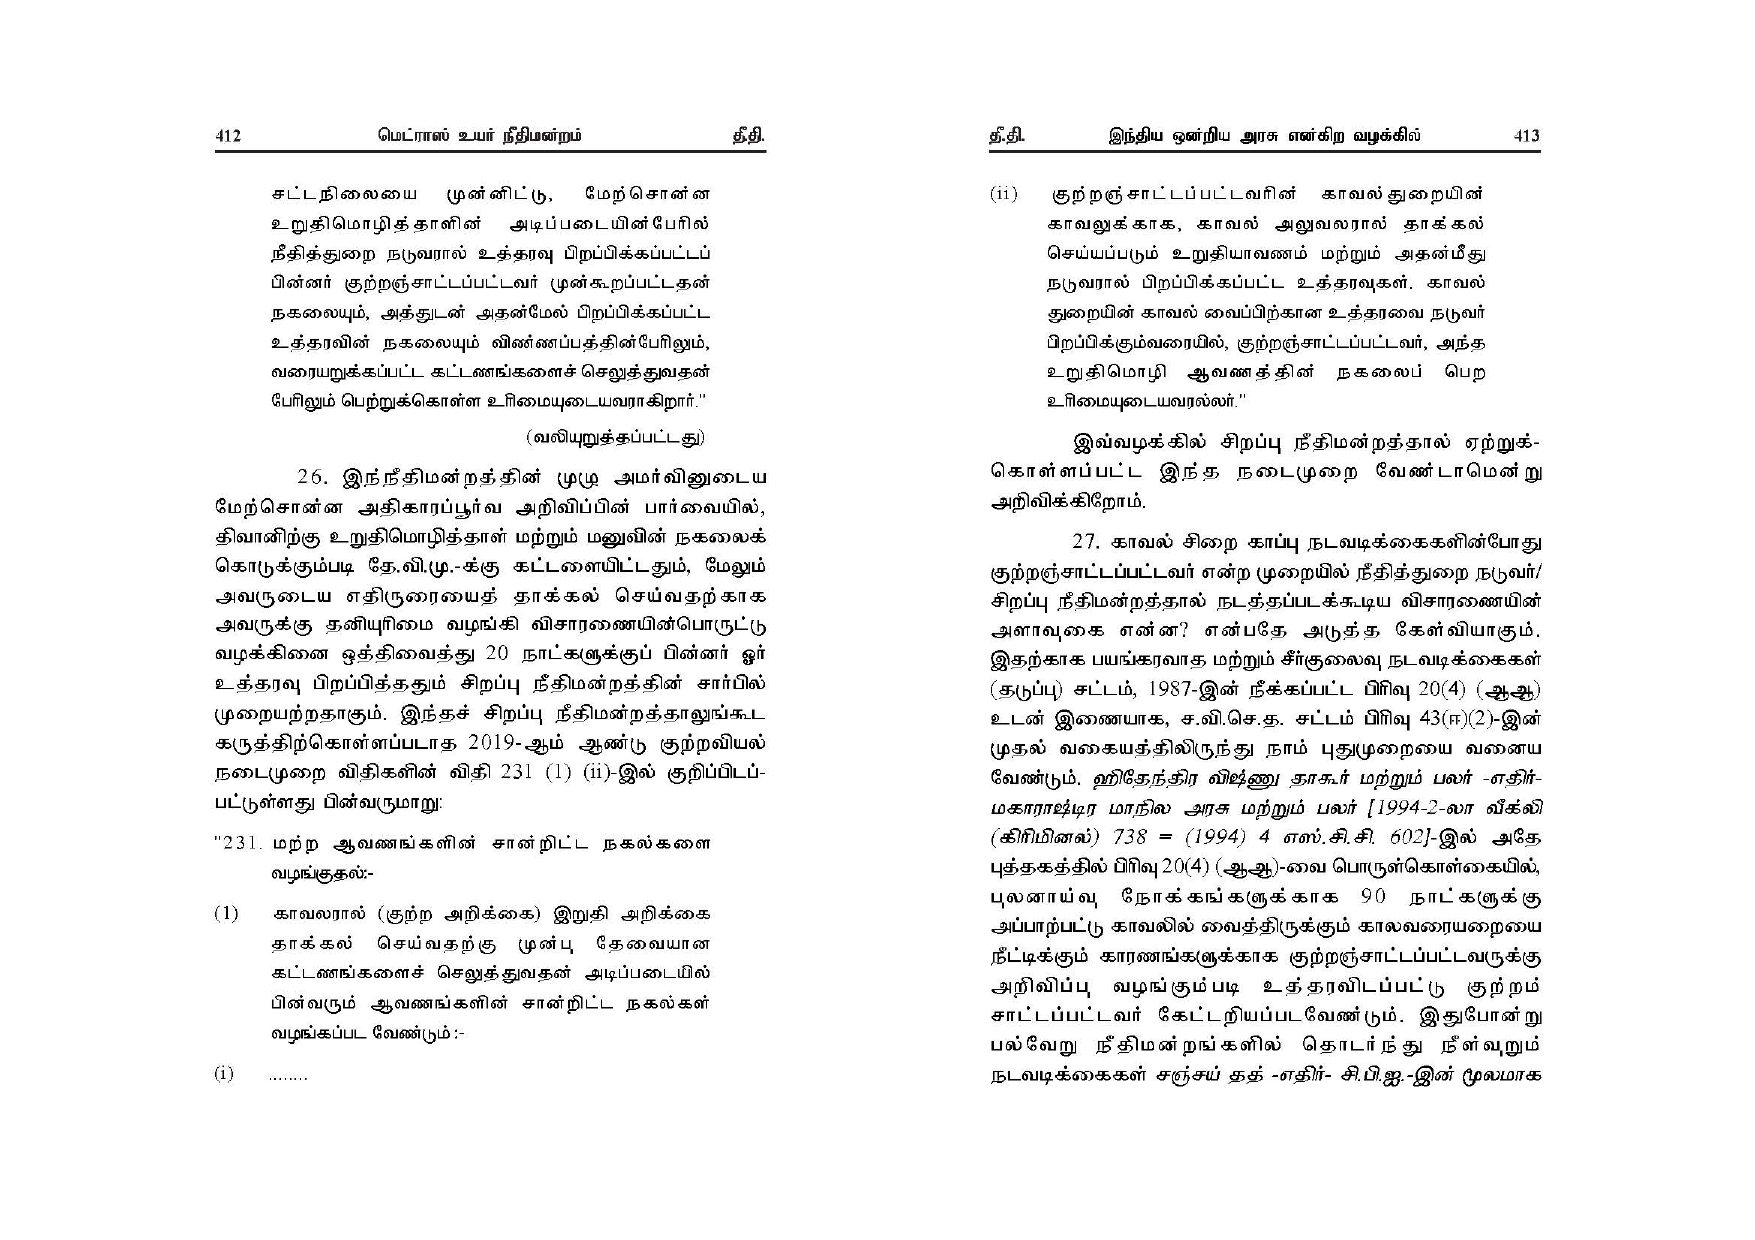 412 மெட்ராஸ் உயர் நீதிமன்றம் தீ.தி.
சட்டநிலையை முன்னிட்டு, மேற்சொன்ன
உறுதிமொழித்தாளின் அடிப்படையின்பேரில்
நீதித்துறை நடுவரால் உத்தரவு பிறப்பிக்கப்பட்டப்
பின்னர் குற்றஞ்சாட்டப்பட்டவர் முன்கூறப்பட்டதன்
நகலையும், அத்துடன் அதன்மேல் பிறப்பிக்கப்பட்ட
உத்தரவின் நகலையும் விண்ணப்பத்தின்பேரிலும்,
வரையறுக்கப்பட்ட கட்டணங்களைச் செலுத்துவதன்
பேரிலும் பெற்றுக்கொள்ள உரிமையுடையவராகிறார்."
(வலியுறுத்தப்பட்டது)
26. இந்நீதிமன்றத்தின் முழு அமர்வினுடைய
மேற்சொன்ன அதிகாரப்பூர்வ அறிவிப்பின் பார்வையில்,
திவானிற்கு உறுதிமொழித்தாள் மற்றும் மனுவின் நகலைக்
கொடுக்கும்படி தே.வி.மு.-க்கு கட்டளையிட்டதும், மேலும்
அவருடைய எதிருரையைத் தாக்கல் செய்வதற்காக
அவருக்கு தனியுரிமை வழங்கி விசாரணையின்பொருட்டு
வழக்கினை ஒத்திவைத்து 20 நாட்களுக்குப் பின்னர் ஓர்
உத்தரவு பிறப்பித்ததும் சிறப்பு நீதிமன்றத்தின் சார்பில்
முறையற்றதாகும். இந்தச் சிறப்பு நீதிமன்றத்தாலுங்கூட
கருத்திற்கொள்ளப்படாத 2019-ஆம் ஆண்டு குற்றவியல்
நடைமுறை விதிகளின் விதி 231 (1) (ii)-இல் குறிப்பிடப்-
பட்டுள்ளது பின்வருமாறு:
"231. மற்ற ஆவணங்களின் சான்றிட்ட நகல்களை
வழங்குதல்:-
(1) காவலரால் (குற்ற அறிக்கை) இறுதி அறிக்கை
தாக்கல் செய்வதற்கு முன்பு தேவையான
கட்டணங்களைச் செலுத்துவதன் அடிப்படையில்
பின்வரும் ஆவணங்களின் சான்றிட்ட நகல்கள்
வழங்கப்பட வேண்டும் :-
(i) ........
தீ.தி. இந்திய ஒன்றிய அரசு என்கிற வழக்கில் 413
(ii) குற்றஞ்சாட்டப்பட்டவரின் காவல்துறையின்
காவலுக்காக, காவல் அலுவலரால் தாக்கல்
செய்யப்படும் உறுதியாவணம் மற்றும் அதன்மீது
நடுவரால் பிறப்பிக்கப்பட்ட உத்தரவுகள். காவல்
துறையின் காவல் வைப்பிற்கான உத்தரவை நடுவர்
பிறப்பிக்கும்வரையில், குற்றஞ்சாட்டப்பட்டவர், அந்த
உறுதிமொழி ஆவணத்தின் நகலைப் பெற
உரிமையுடையவரல்லர்."
இவ்வழக்கில் சிறப்பு நீதிமன்றத்தால் ஏற்றுக்-
கொள்ளப்பட்ட இந்த நடைமுறை வேண்டாமென்று
அறிவிக்கிறோம்.
27. காவல் சிறை காப்பு நடவடிக்கைகளின்போது
குற்றஞ்சாட்டப்பட்டவர் என்ற முறையில் நீதித்துறை நடுவர்/
சிறப்பு நீதிமன்றத்தால் நடத்தப்படக்கூடிய விசாரணையின்
அளாவுகை என்ன? என்பதே அடுத்த கேள்வியாகும்.
இதற்காக பயங்கரவாத மற்றும் சீர்குலைவு நடவடிக்கைகள்
(தடுப்பு) சட்டம், 1987-இன் நீக்கப்பட்ட பிரிவு 20(4) (ஆஆ)
உடன் இணையாக, ச.வி.செ.த. சட்டம் பிரிவு 43(ஈ)(2)-இன்
முதல் வகையத்திலிருந்து நாம் புதுமுறையை வனைய
வேண்டும். ஹிதேந்திர விஷ்ணு தாகூர் மற்றும் பலர் -எதிர்-
மகாராஷ்டிர மாநில அரசு மற்றும் பலர் [1994-2-லா வீக்லி
(கிரிமினல்) 738 = (1994) 4 எஸ்.சி.சி. 602]-இல் அதே
புத்தகத்தில் பிரிவு 20(4) (ஆஆ)-வை பொருள்கொள்கையில்,
புலனாய்வு நோக்கங்களுக்காக 90 நாட்களுக்கு
அப்பாற்பட்டு காவலில் வைத்திருக்கும் காலவரையறையை
நீட்டிக்கும் காரணங்களுக்காக குற்றஞ்சாட்டப்பட்டவருக்கு
அறிவிப்பு வழங்கும்படி உத்தரவிடப்பட்டு குற்றம்
சாட்டப்பட்டவர் கேட்டறியப்படவேண்டும். இதுபோன்று
பல்வேறு நீதிமன்றங்களில் தொடர்ந்து நீள்வுறும்
நடவடிக்கைகள் சஞ்சய் தத் -எதிர்- சி.பி.ஐ.-இன் மூலமாக